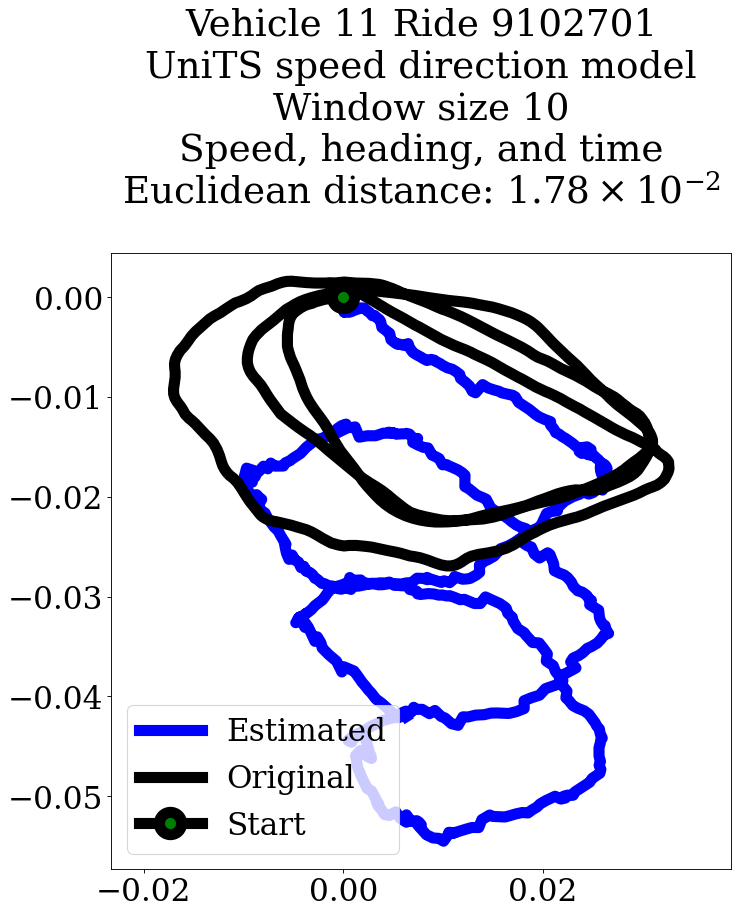 Vehicle 11 Ride 9102701
UniTS speed direction model
Window size 10
Speed, heading, and time
Euclidean distance: 1.78 × 10⁻²
0.00
−0.01
−0.02
−0.03
−0.04
−0.05
Estimated
Original
Start
−0.02 0.00 0.02